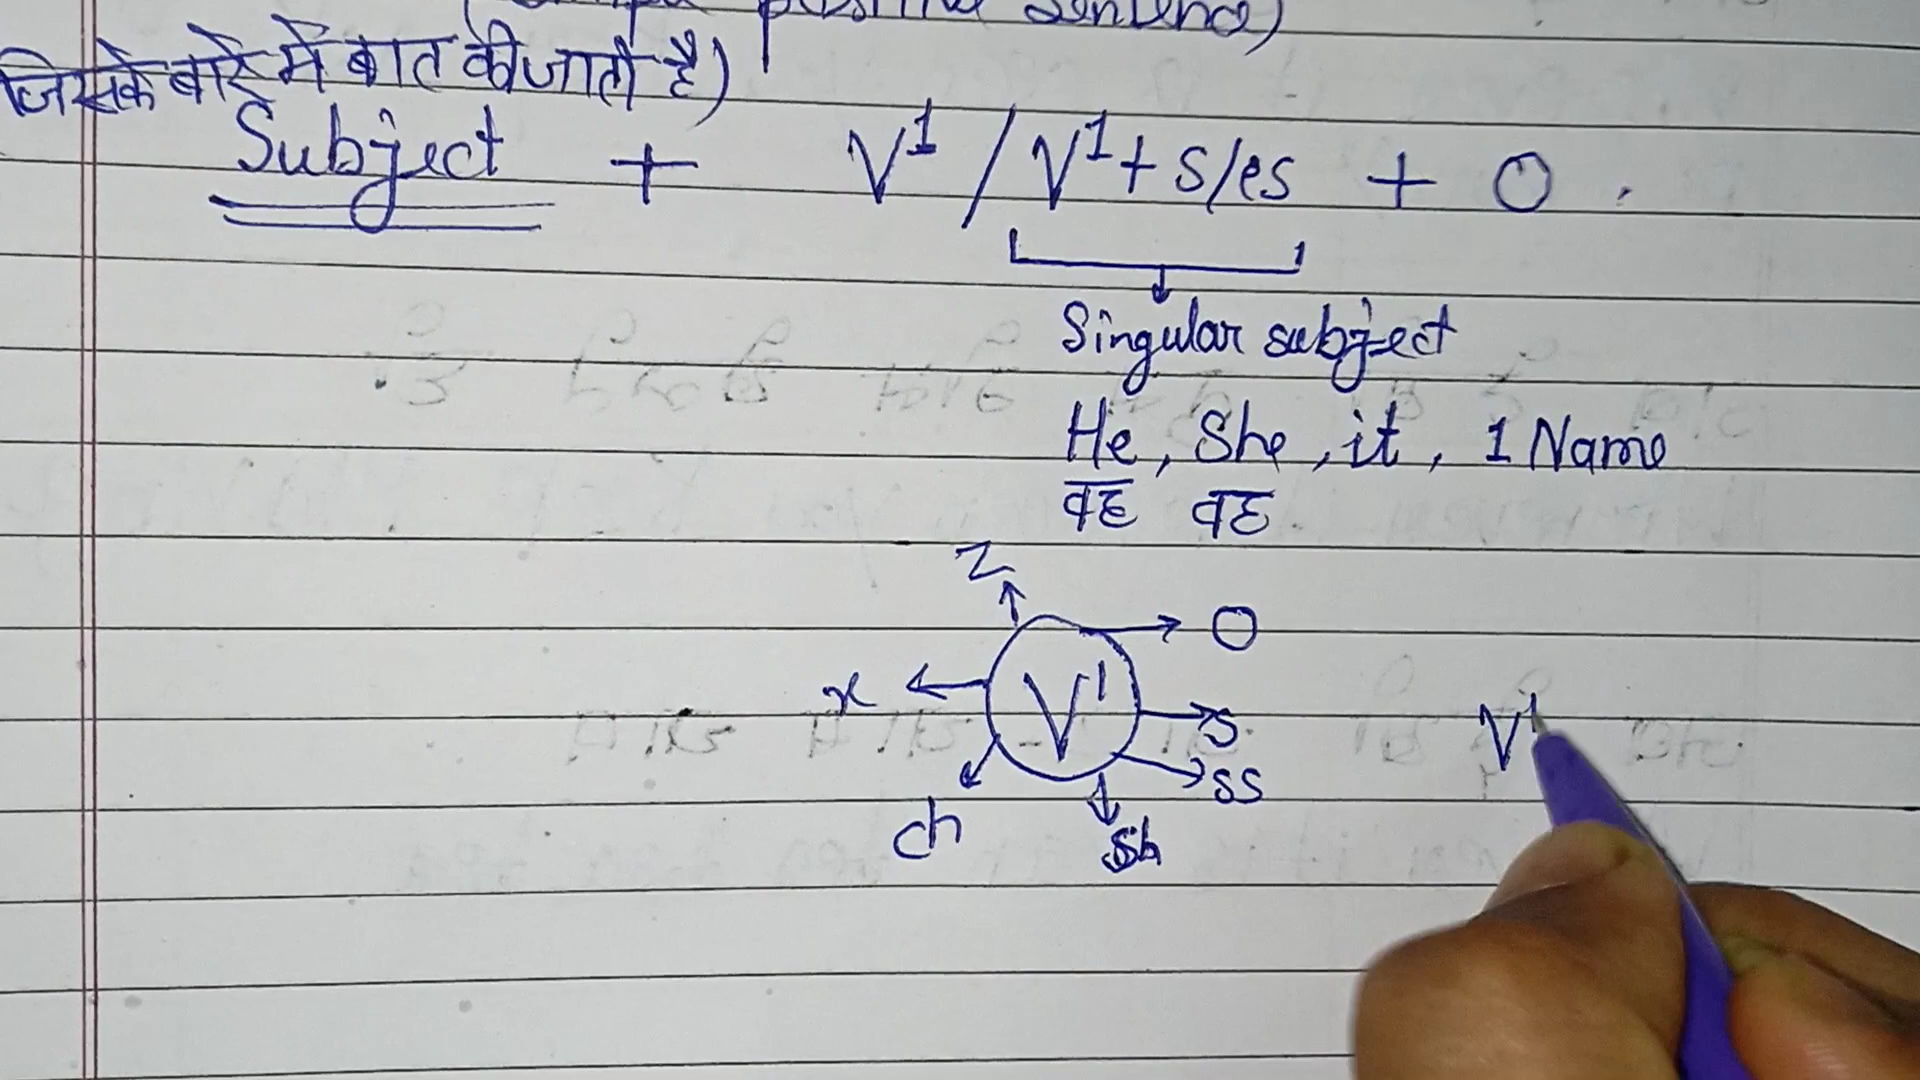 sentence)
जिसके बारे में बात की जाती है)
Subject + V¹ / V¹ + s/es + O .
Singular subject
He, She, it, 1 Name
वह वह
Z
O
x
V¹
s
ss
ch
sh
V¹